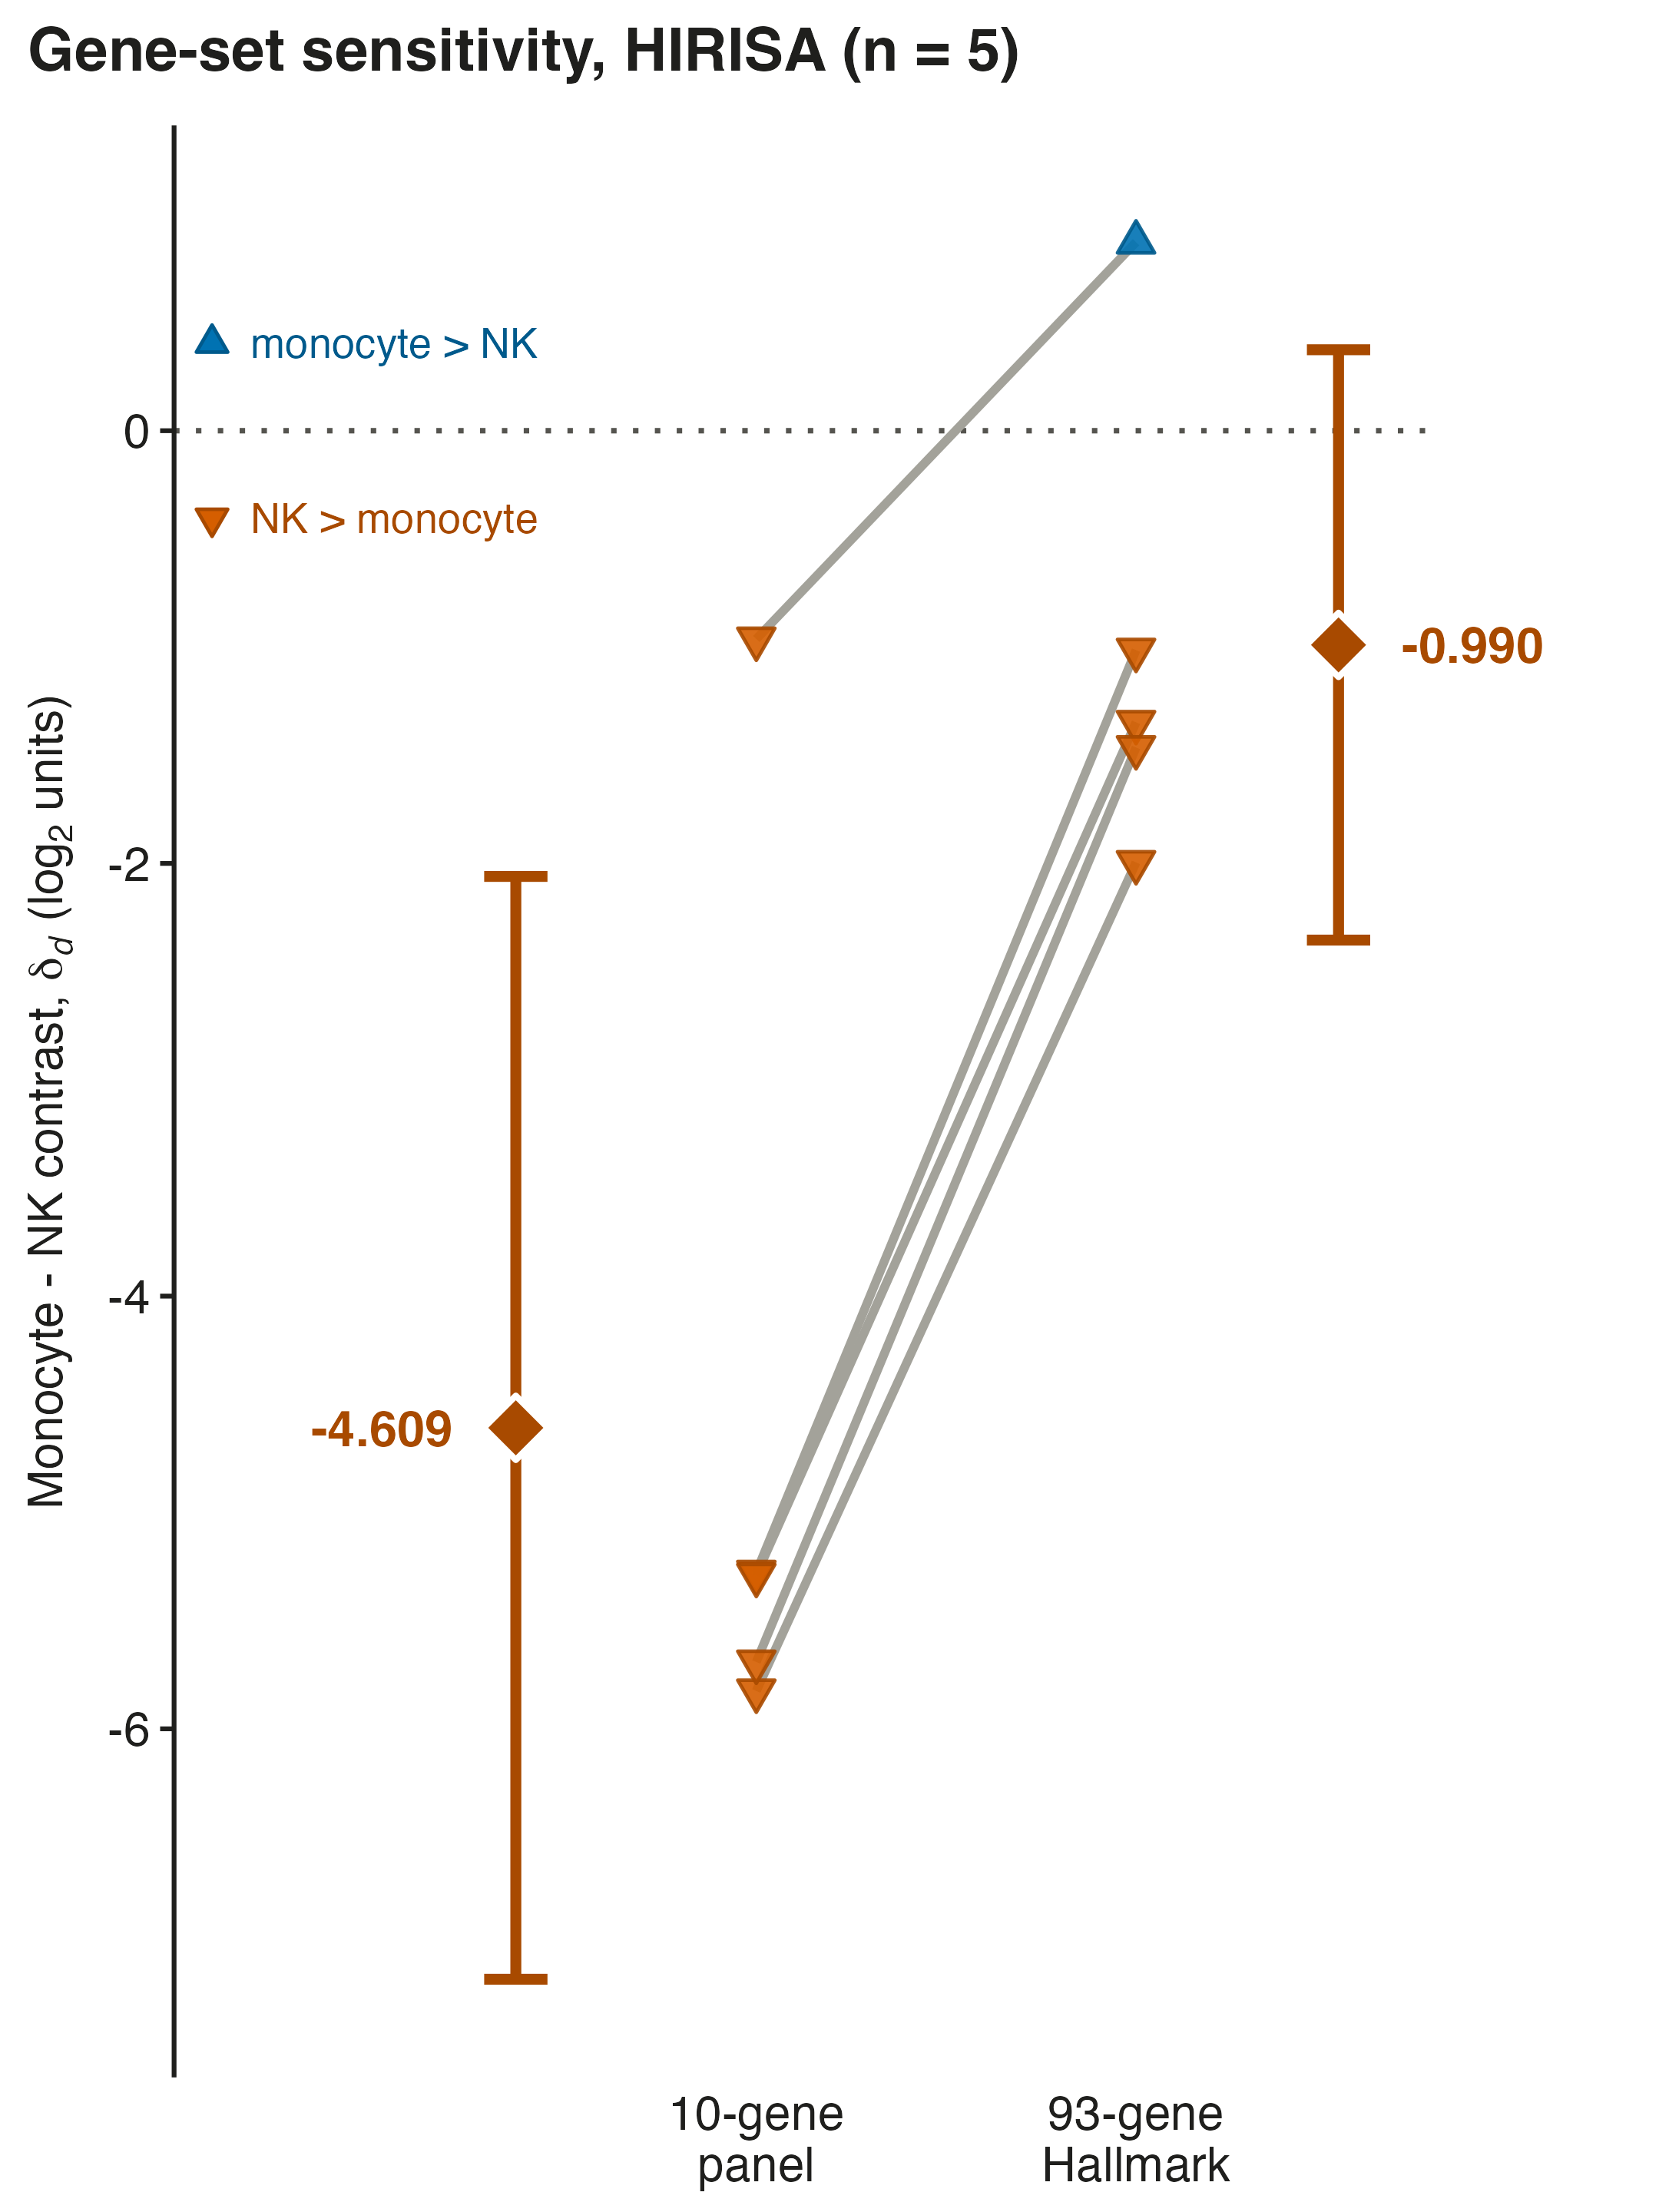 Gene-set sensitivity, HIRISA (n = 5)
Monocyte - NK contrast, δd (log2 units)
0
-2
-4
-6
monocyte > NK
NK > monocyte
-0.990
-4.609
10-gene
panel
93-gene
Hallmark